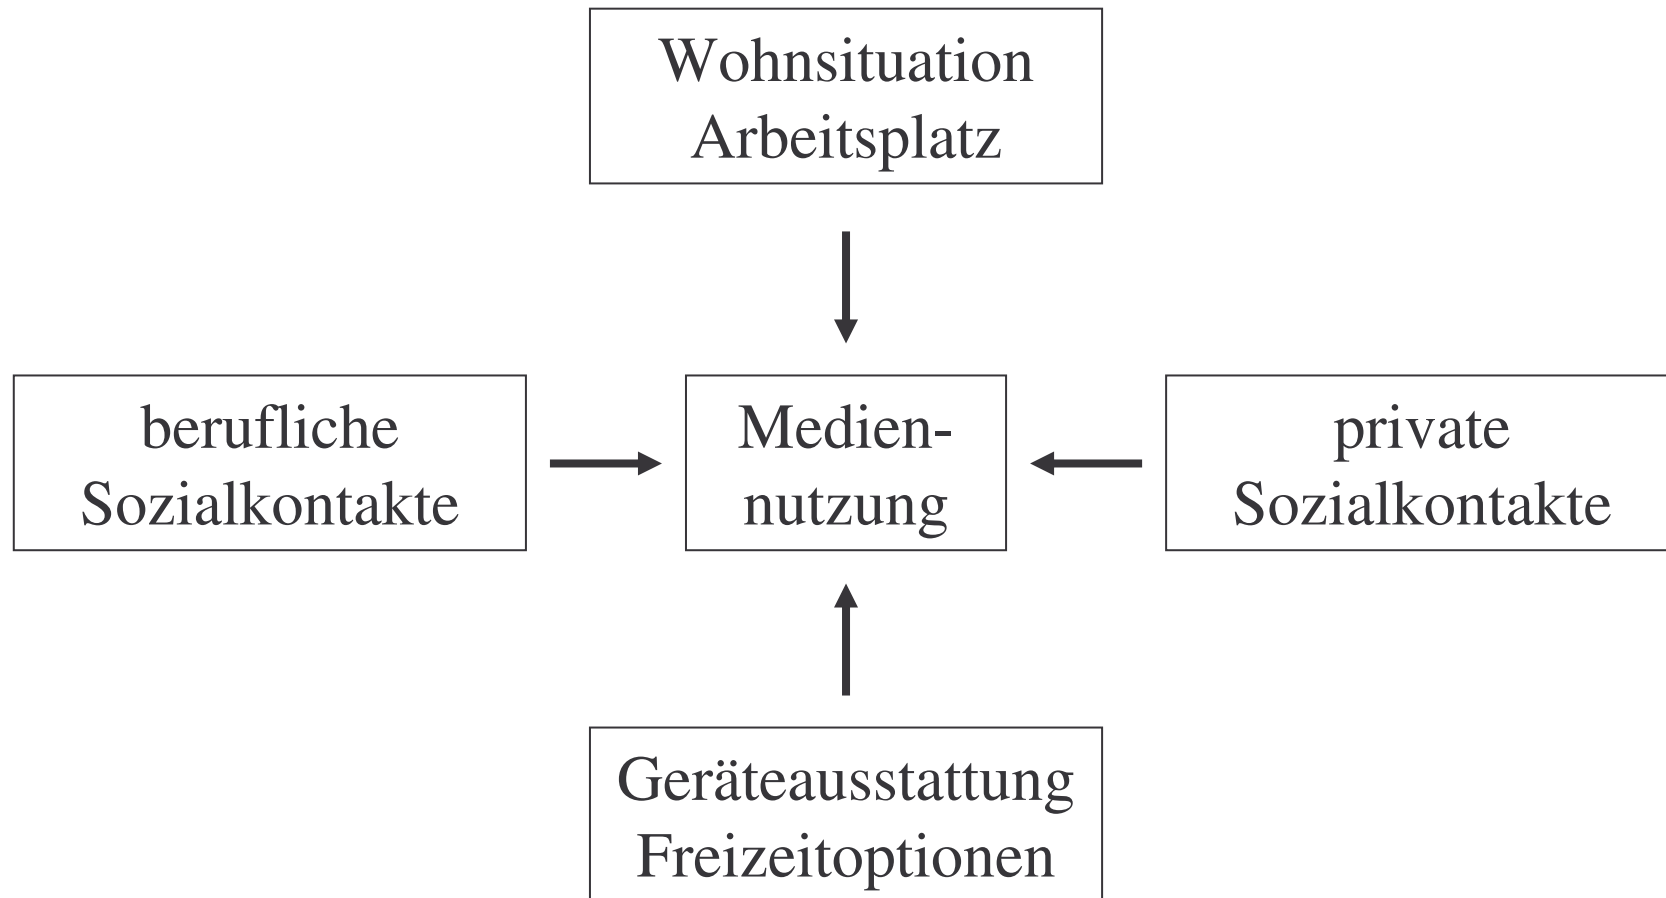 Wohnsituation
Arbeitsplatz
berufliche
Sozialkontakte
Medien-
nutzung
private
Sozialkontakte
Geräteausstattung
Freizeitoptionen